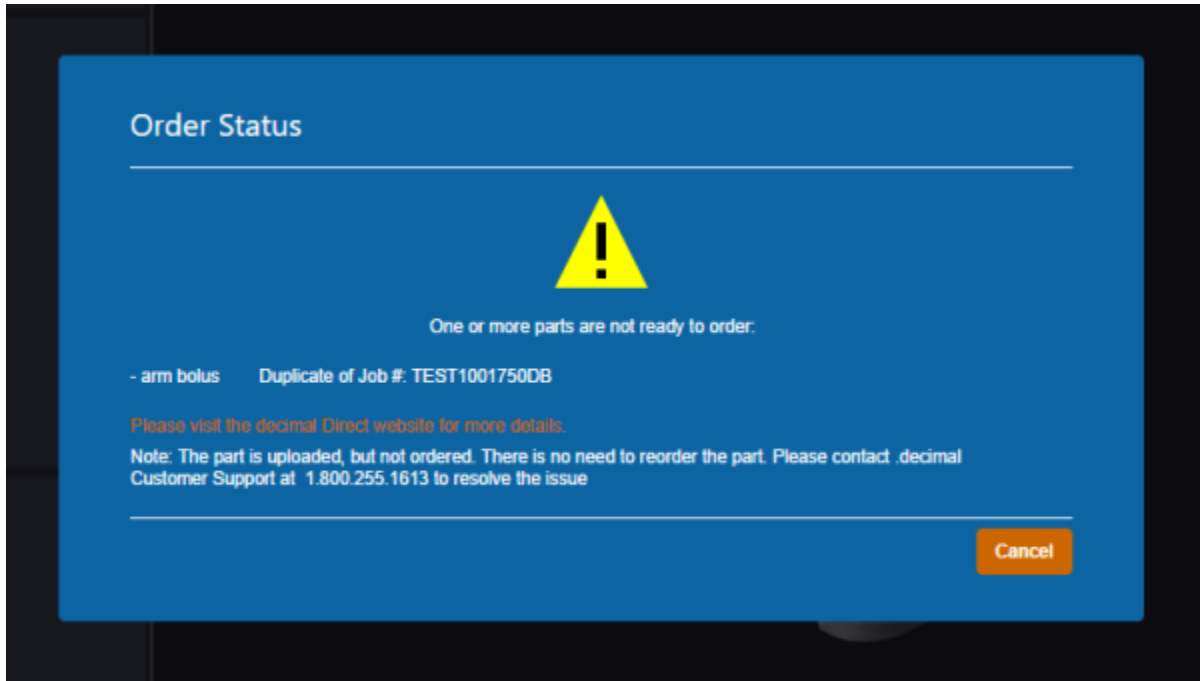 Order Status
!
One or more parts are not ready to order:
- arm bolus Duplicate of Job #: TEST1001750DB
Please visit the decimal Direct website for more details.
Note: The part is uploaded, but not ordered. There is no need to reorder the part. Please contact .decimal
Customer Support at 1.800.255.1613 to resolve the issue
Cancel